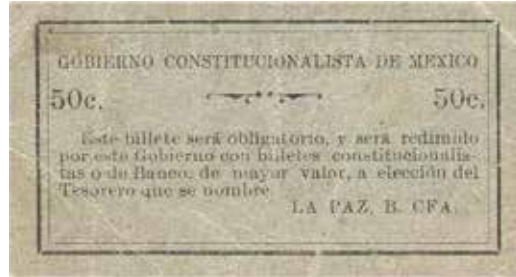 GOBIERNO CONSTITUCIONALISTA DE MEXICO
50c. 50c.
Este billete será obligatorio, y será redimido
por este Gobierno con billetes constitucionalis-
tas o de Banco, de mayor valor, a elección del
Tesorero que se nombre
LA PAZ, B. CFA.